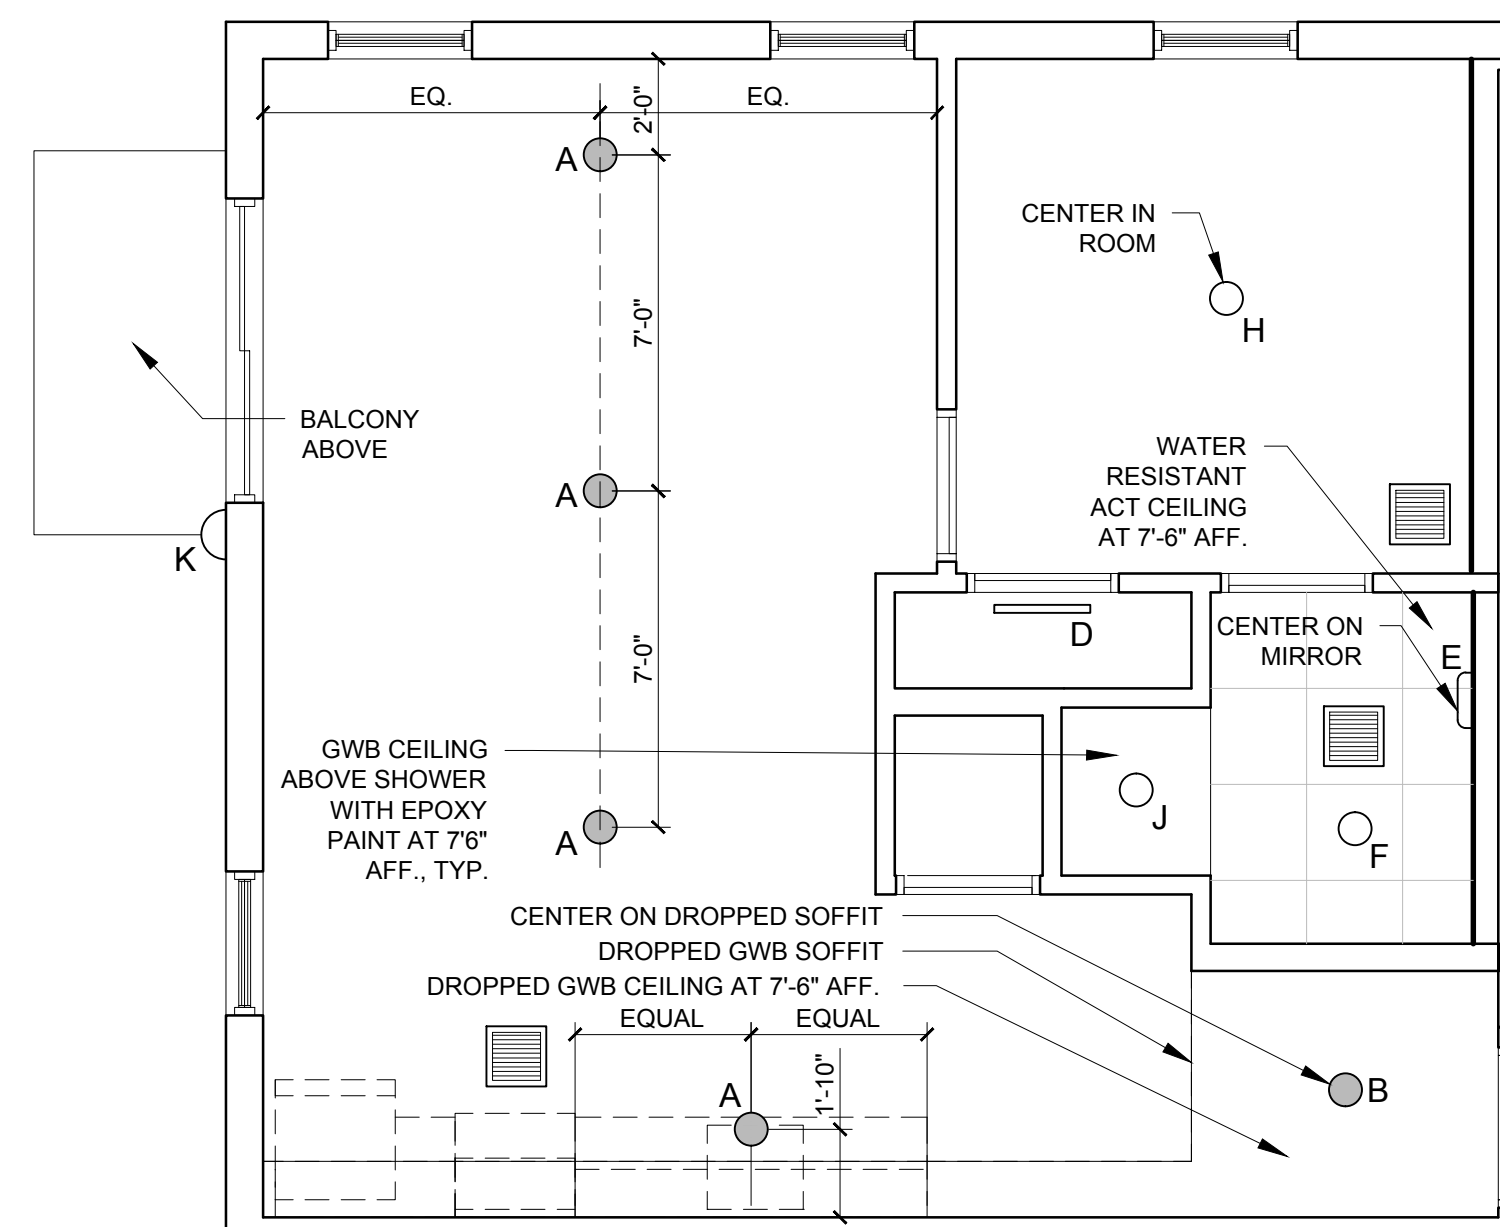 EQ.
EQ.
2'-0"
A
CENTER IN
ROOM
H
7'-0"
BALCONY
ABOVE
A
WATER
RESISTANT
ACT CEILING
AT 7'-6" AFF.
K
D
CENTER ON
MIRROR
E
7'-0"
GWB CEILING
ABOVE SHOWER
WITH EPOXY
PAINT AT 7'6"
AFF., TYP.
A
J
F
CENTER ON DROPPED SOFFIT
DROPPED GWB SOFFIT
DROPPED GWB CEILING AT 7'-6" AFF.
EQUAL
EQUAL
A
1'-10"
B